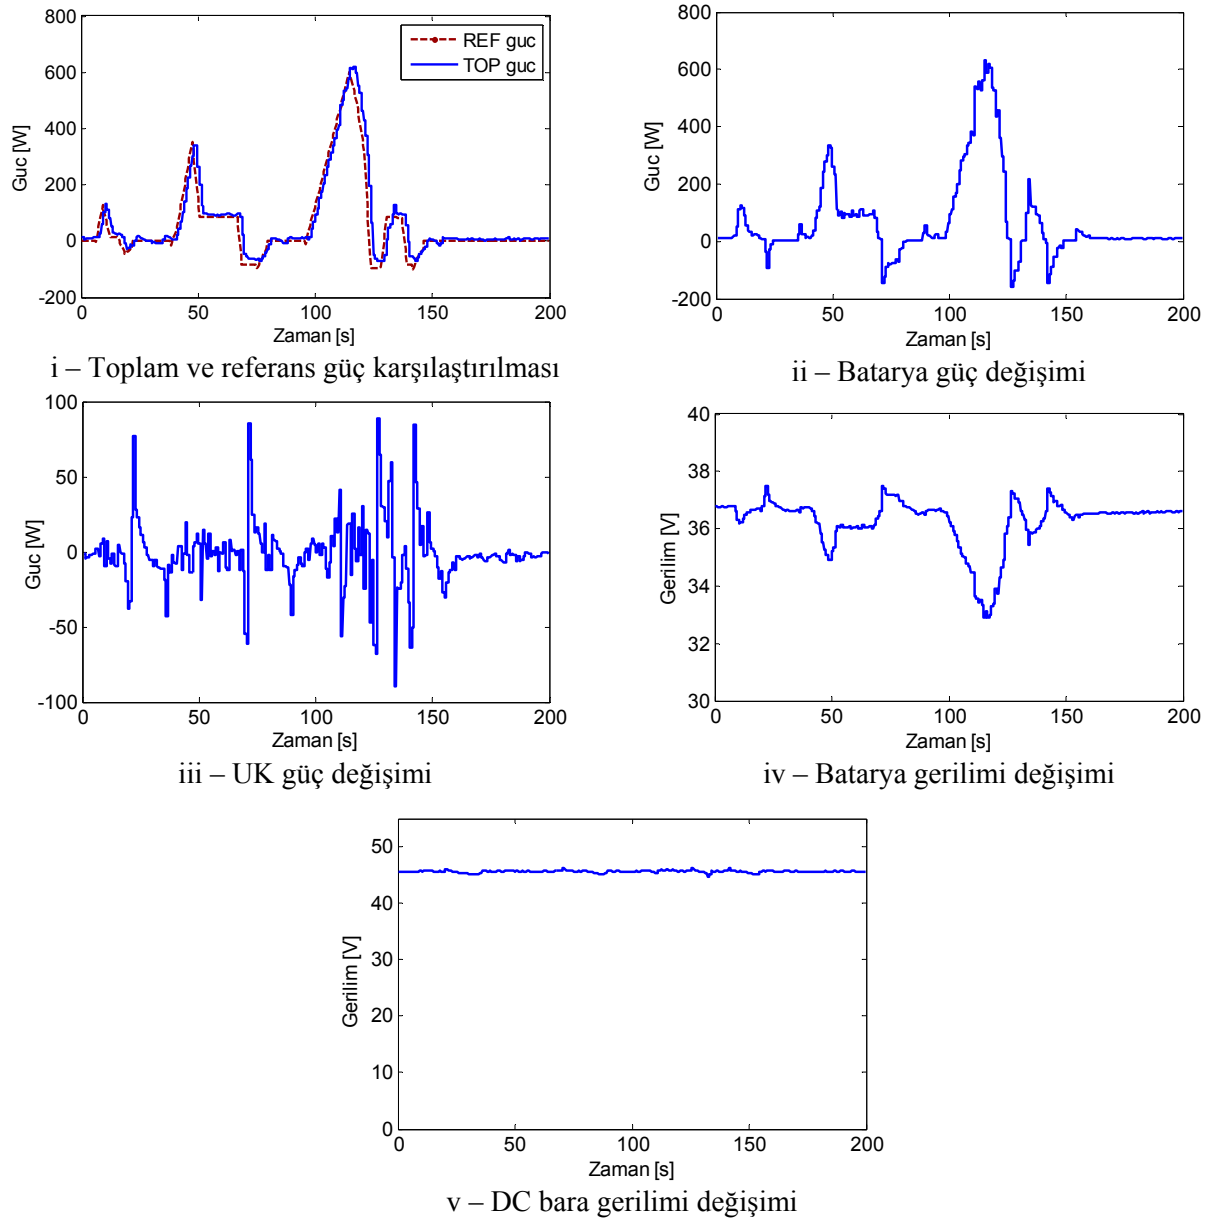 800
600
400
200
0
-200
Guc [W]
REF guc
TOP guc
0 50 100 150 200
Zaman [s]
i – Toplam ve referans güç karşılaştırılması
800
600
400
200
0
-200
Guc [W]
0 50 100 150 200
Zaman [s]
ii – Batarya güç değişimi
100
50
0
-50
-100
Guc [W]
0 50 100 150 200
Zaman [s]
iii – UK güç değişimi
40
38
36
34
32
30
Gerilim [V]
0 50 100 150 200
Zaman [s]
iv – Batarya gerilimi değişimi
50
40
30
20
10
0
Gerilim [V]
0 50 100 150 200
Zaman [s]
v – DC bara gerilimi değişimi